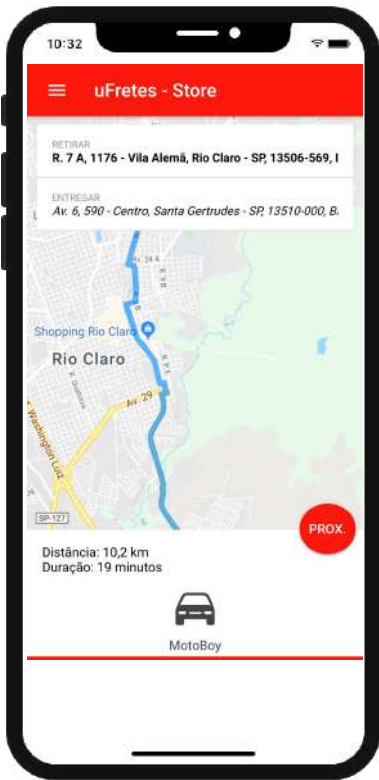 10:32
uFretes - Store
RETIRAR
R. 7 A, 1176 - Vila Alemã, Rio Claro - SP, 13506-569, I
ENTREGAR
Av. 6, 590 - Centro, Santa Gertrudes - SP, 13510-000, B
Av. 24 A
Shopping Rio Claro
Rio Claro
Av. 29
Washington Luiz
SP-127
PROX.
Distância: 10,2 km
Duração: 19 minutos
MotoBoy